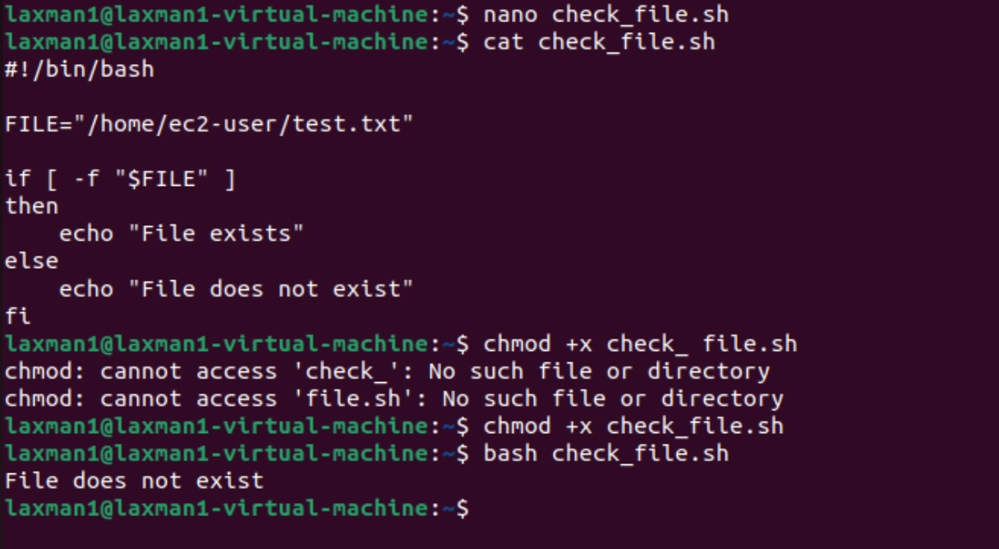 laxman1@laxman1-virtual-machine:~$ nano check_file.sh
laxman1@laxman1-virtual-machine:~$ cat check_file.sh
#!/bin/bash

FILE="/home/ec2-user/test.txt"

if [ -f "$FILE" ]
then
    echo "File exists"
else
    echo "File does not exist"
fi
laxman1@laxman1-virtual-machine:~$ chmod +x check_ file.sh
chmod: cannot access 'check_': No such file or directory
chmod: cannot access 'file.sh': No such file or directory
laxman1@laxman1-virtual-machine:~$ chmod +x check_file.sh
laxman1@laxman1-virtual-machine:~$ bash check_file.sh
File does not exist
laxman1@laxman1-virtual-machine:~$